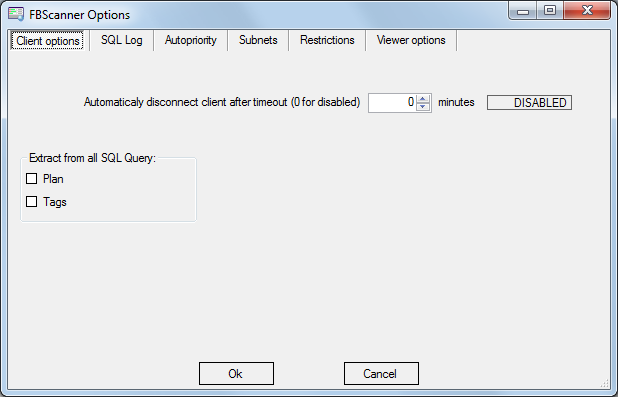 FBScanner Options
Client options SQL Log Autopriority Subnets Restrictions Viewer options
Automaticaly disconnect client after timeout (0 for disabled) 0 minutes DISABLED
Extract from all SQL Query:
Plan
Tags
Ok Cancel